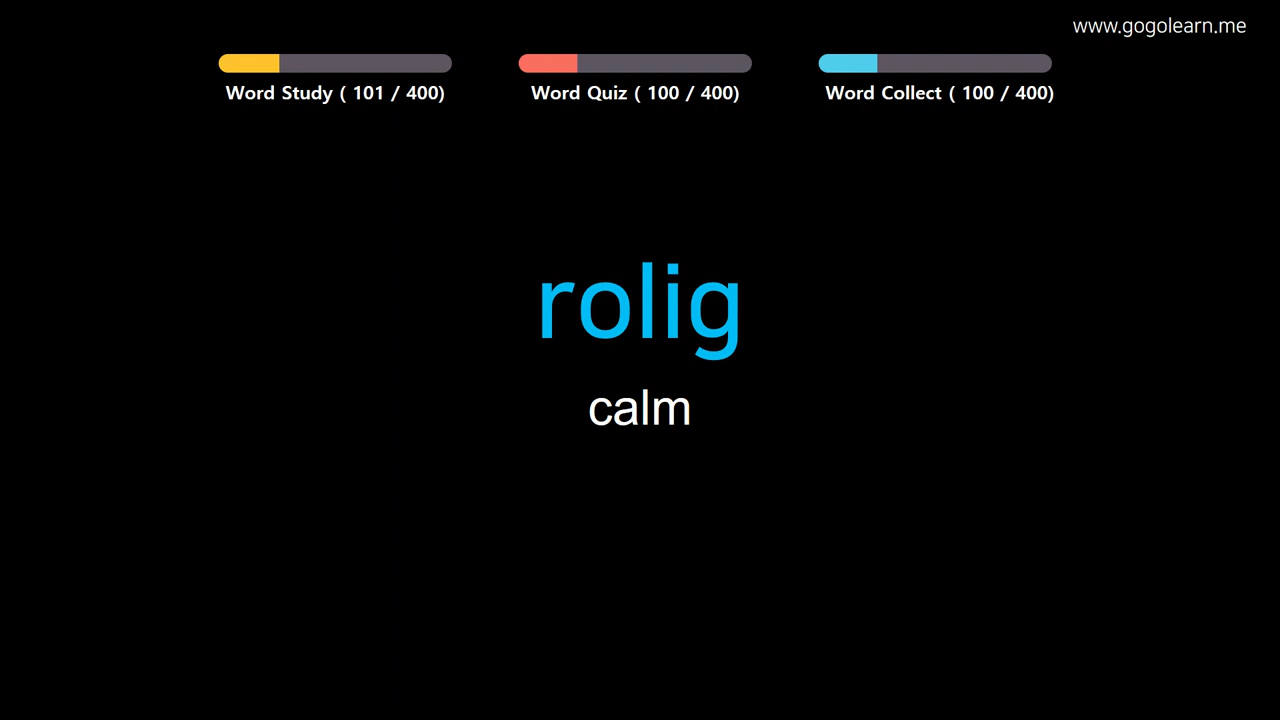 www.gogolearn.me
Word Study ( 101 / 400)
Word Quiz ( 100 / 400)
Word Collect ( 100 / 400)
rolig
calm